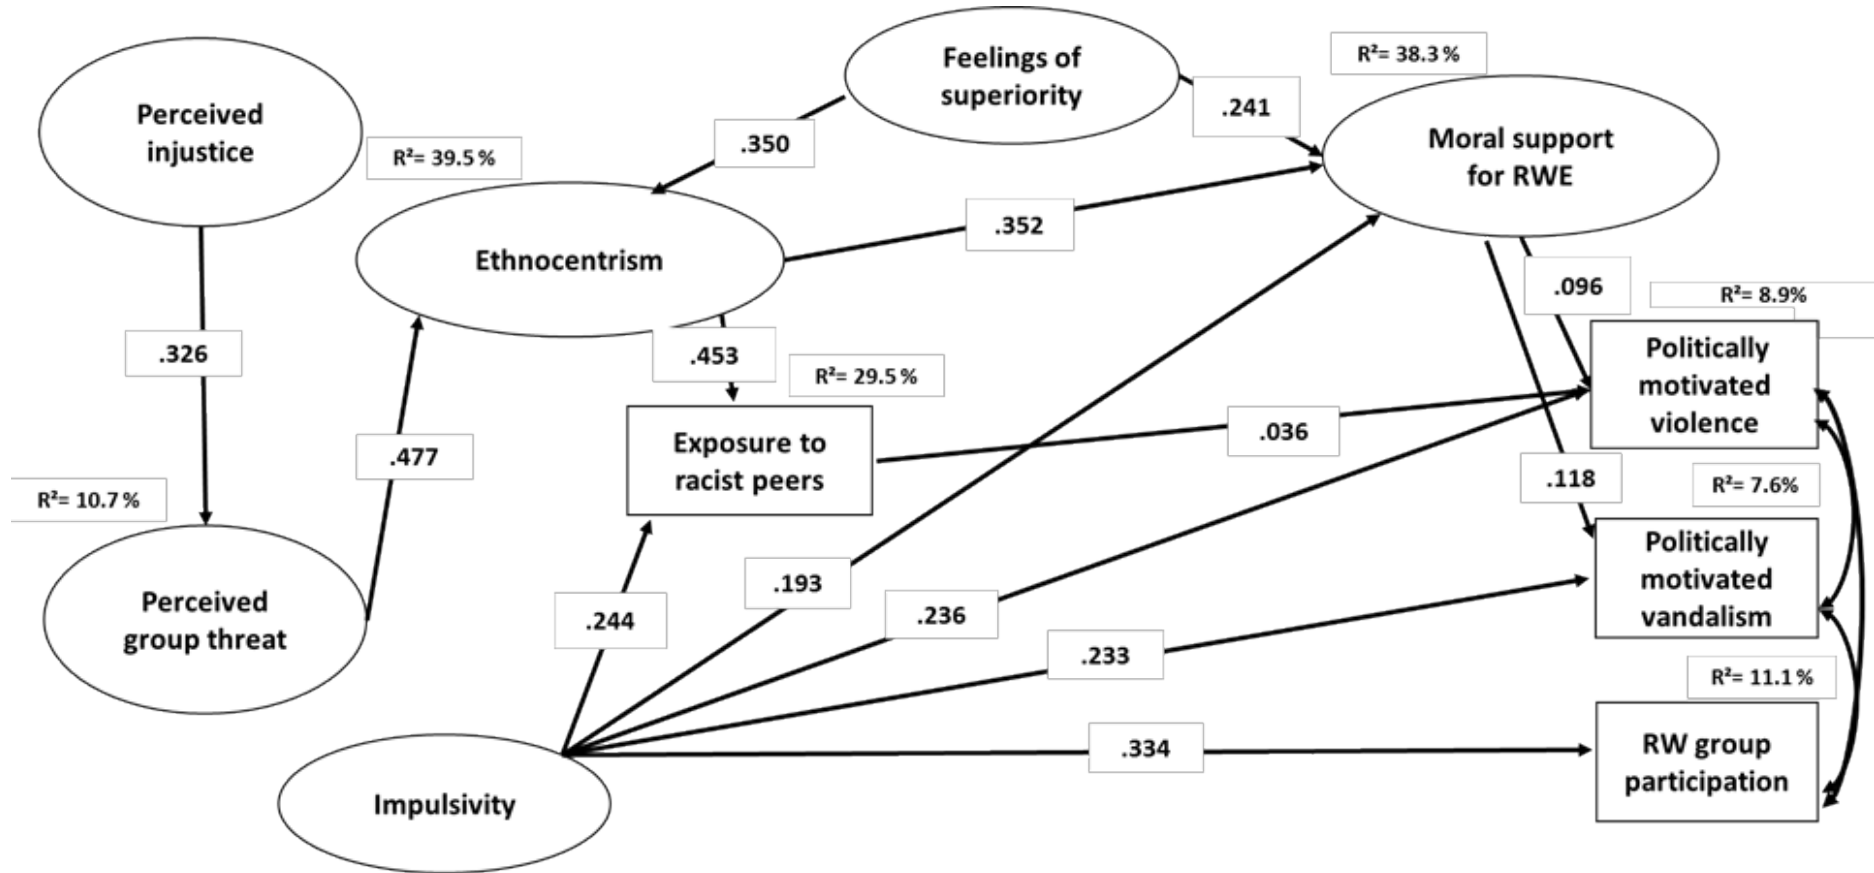 Feelings of
superiority
R²= 38.3 %
Perceived
injustice
.241
R²= 39.5 %
.350
Moral support
for RWE
.352
Ethnocentrism
.096
R²= 8.9%
.326
.453
R²= 29.5 %
Politically
motivated
violence
Exposure to
racist peers
.036
.477
.118
R²= 7.6%
R²= 10.7 %
Politically
motivated
vandalism
.193
.236
.244
.233
Perceived
group threat
R²= 11.1 %
.334
RW group
participation
Impulsivity